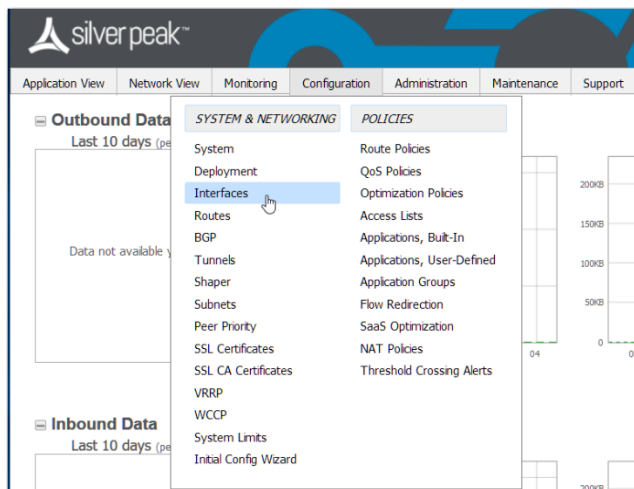 silver peak™
Application View Network View Monitoring Configuration Administration Maintenance Support
Outbound Data
Last 10 days (pe
Data not available y
SYSTEM & NETWORKING
System
Deployment
Interfaces
Routes
BGP
Tunnels
Shaper
Subnets
Peer Priority
SSL Certificates
SSL CA Certificates
VRRP
WCCP
System Limits
Initial Config Wizard
POLICIES
Route Policies
QoS Policies
Optimization Policies
Access Lists
Applications, Built-In
Applications, User-Defined
Application Groups
Flow Redirection
SaaS Optimization
NAT Policies
Threshold Crossing Alerts
200KB
150KB
100KB
50KB
0
04
0
Inbound Data
Last 10 days (pe
200KB